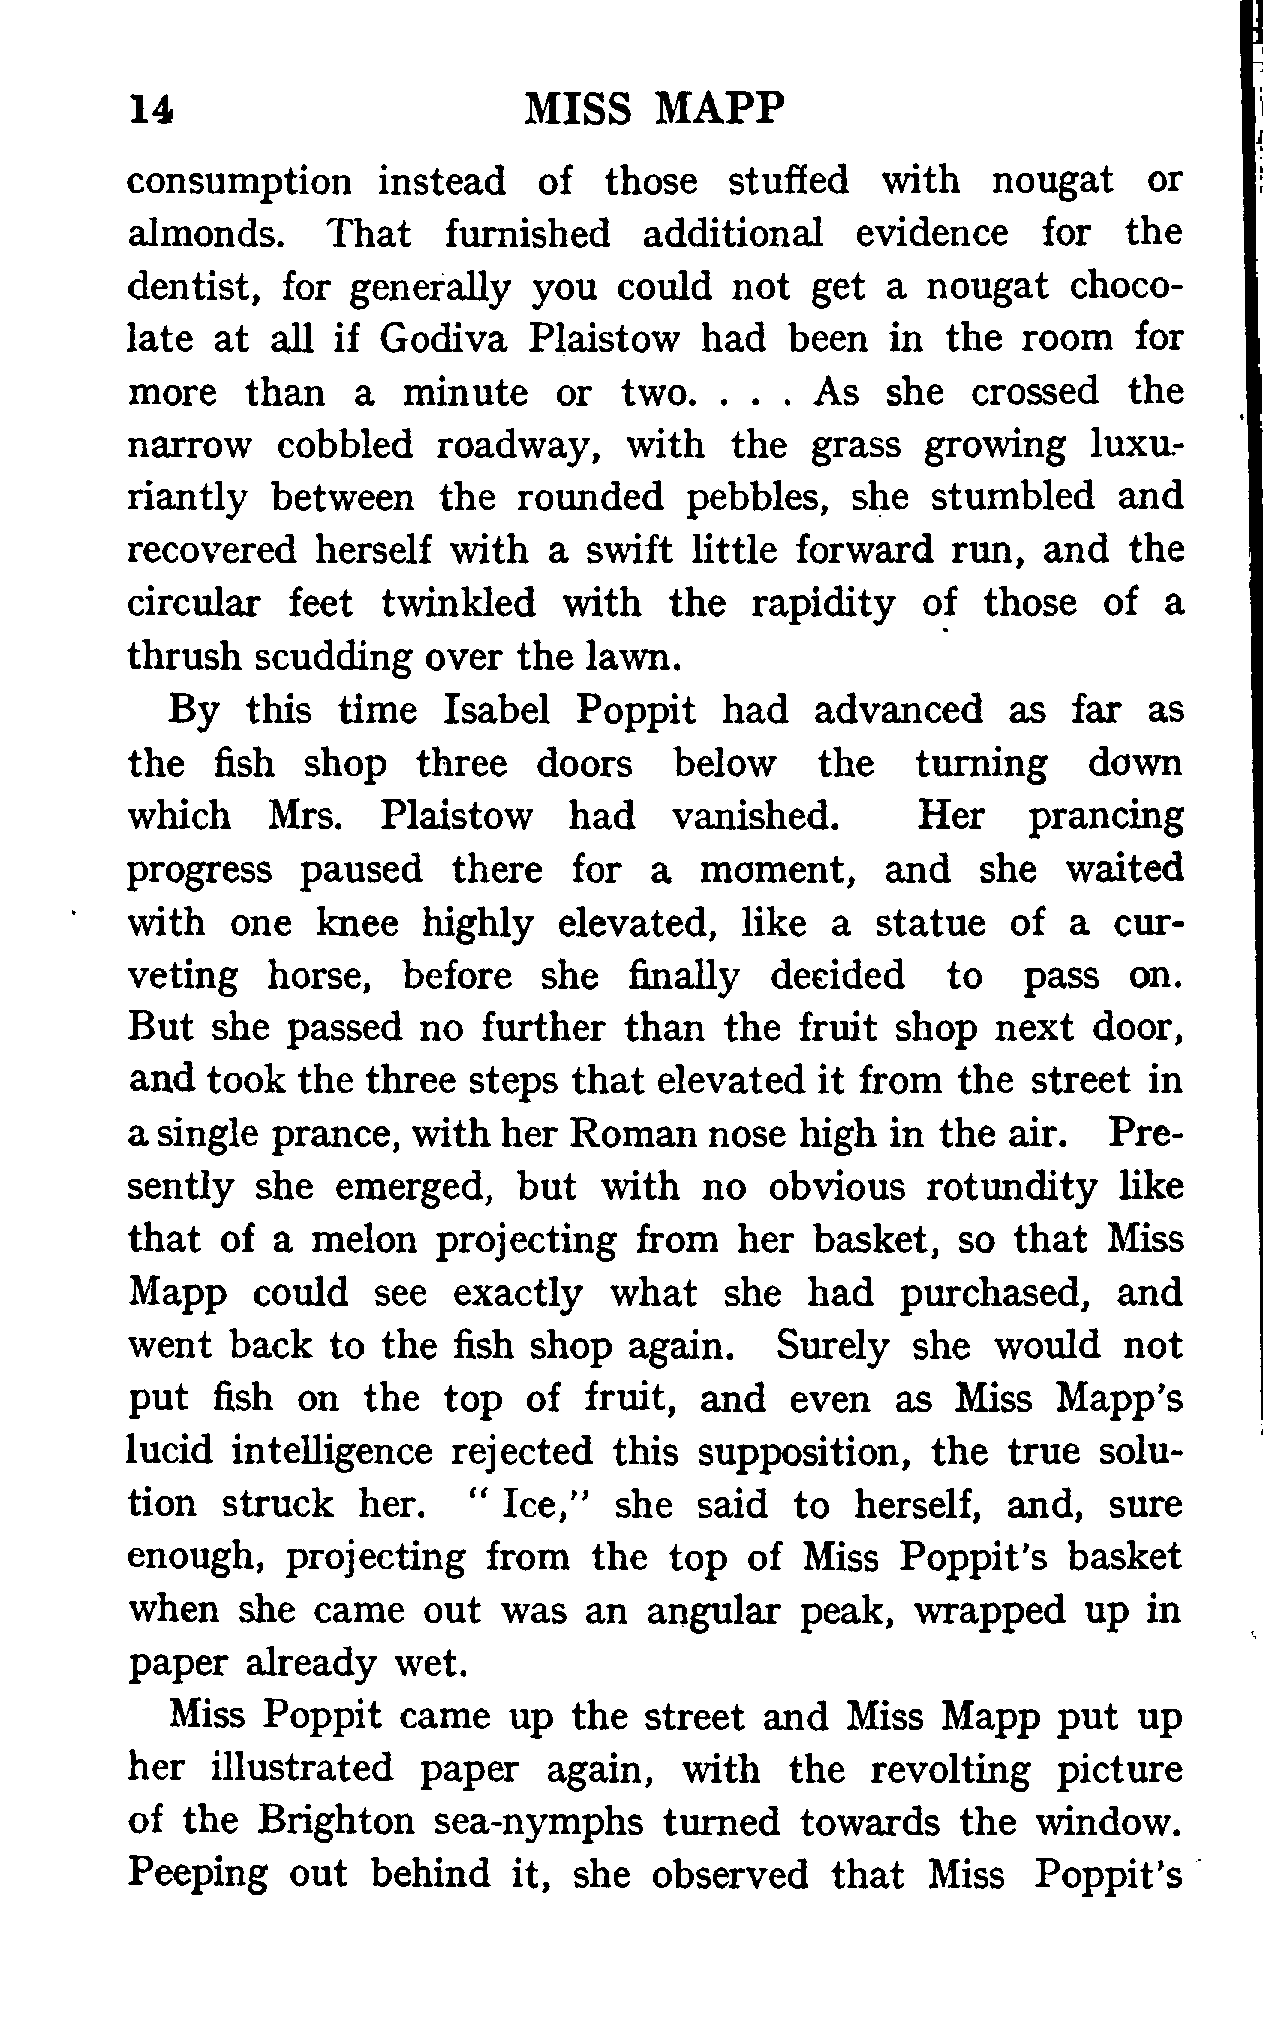 14 MISS MAPP
consumption instead of those stuffed with nougat or
almonds. That furnished additional evidence for the
dentist, for generally you could not get a nougat choco-
late at all if Godiva Plaistow had been in the room for
more than a minute or two. . . . As she crossed the
narrow cobbled roadway, with the grass growing luxu-
riantly between the rounded pebbles, she stumbled and
recovered herself with a swift little forward run, and the
circular feet twinkled with the rapidity of those of a
thrush scudding over the lawn.
By this time Isabel Poppit had advanced as far as
the fish shop three doors below the turning down
which Mrs. Plaistow had vanished. Her prancing
progress paused there for a moment, and she waited
with one knee highly elevated, like a statue of a cur-
veting horse, before she finally decided to pass on.
But she passed no further than the fruit shop next door,
and took the three steps that elevated it from the street in
a single prance, with her Roman nose high in the air. Pre-
sently she emerged, but with no obvious rotundity like
that of a melon projecting from her basket, so that Miss
Mapp could see exactly what she had purchased, and
went back to the fish shop again. Surely she would not
put fish on the top of fruit, and even as Miss Mapp's
lucid intelligence rejected this supposition, the true solu-
tion struck her. " Ice," she said to herself, and, sure
enough, projecting from the top of Miss Poppit's basket
when she came out was an angular peak, wrapped up in
paper already wet.
Miss Poppit came up the street and Miss Mapp put up
her illustrated paper again, with the revolting picture
of the Brighton sea-nymphs turned towards the window.
Peeping out behind it, she observed that Miss Poppit's